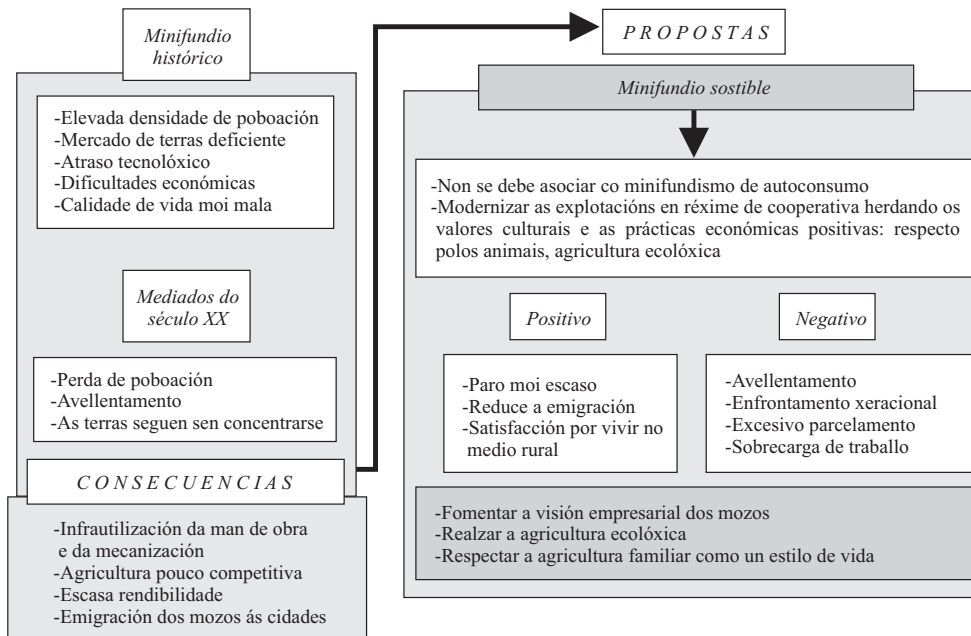 Minifundio
histórico
-Elevada densidade de poboación
-Mercado de terras deficiente
-Atraso tecnolóxico
-Dificultades económicas
-Calidade de vida moi mala
Mediados do
século XX
-Perda de poboación
-Avellentamento
-As terras seguen sen concentrarse
CONSECUENCIAS
-Infrautilización da man de obra
e da mecanización
-Agricultura pouco competitiva
-Escasa rendibilidade
-Emigración dos mozos ás cidades
PROPOSTAS
Minifundio sostible
-Non se debe asociar co minifundismo de autoconsumo
-Modernizar as explotacións en réxime de cooperativa herdando os
valores culturais e as prácticas económicas positivas: respecto
polos animais, agricultura ecolóxica
Positivo
-Paro moi escaso
-Reduce a emigración
-Satisfacción por vivir no
medio rural
Negativo
-Avellentamento
-Enfrontamento xeracional
-Excesivo parcelamento
-Sobrecarga de traballo
-Fomentar a visión empresarial dos mozos
-Realzar a agricultura ecolóxica
-Respectar a agricultura familiar como un estilo de vida